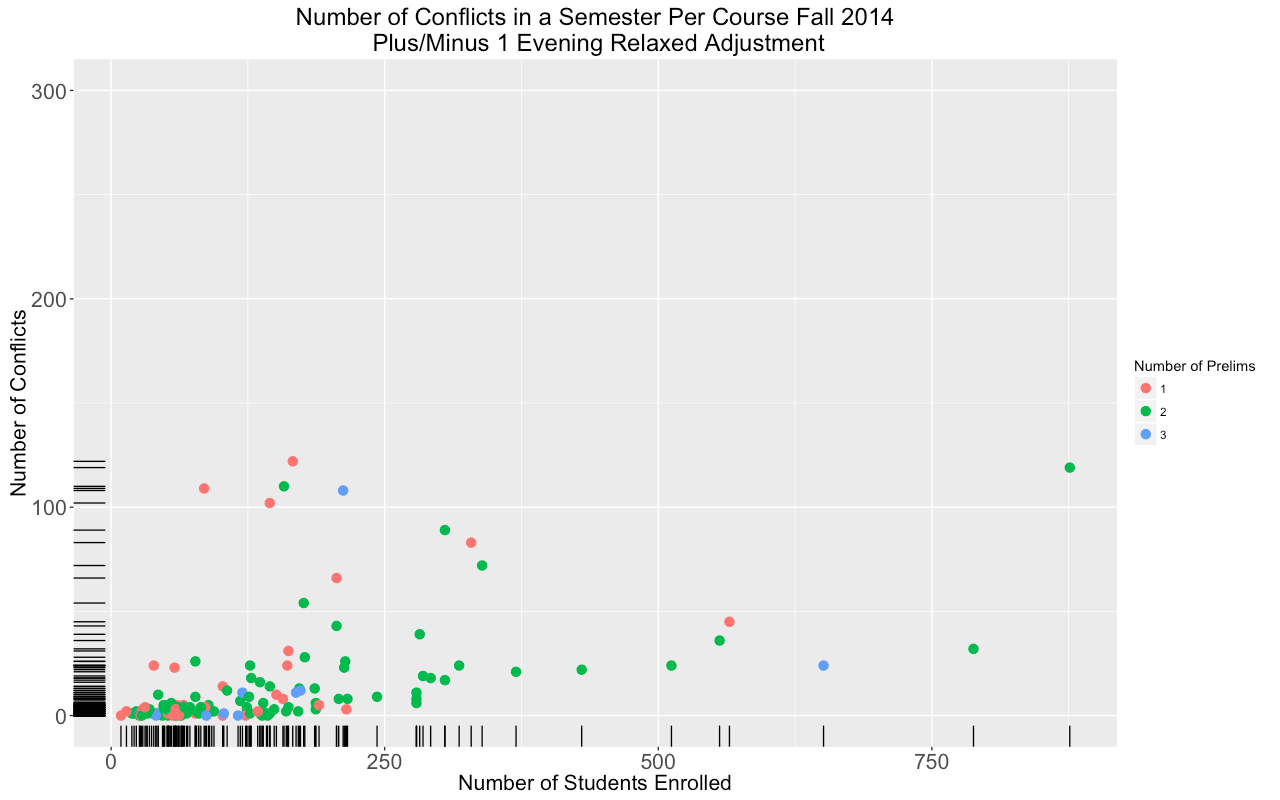 Number of Conflicts in a Semester Per Course Fall 2014
Plus/Minus 1 Evening Relaxed Adjustment
300
200
100
0
Number of Conflicts
0 250 500 750
Number of Students Enrolled
Number of Prelims
1
2
3